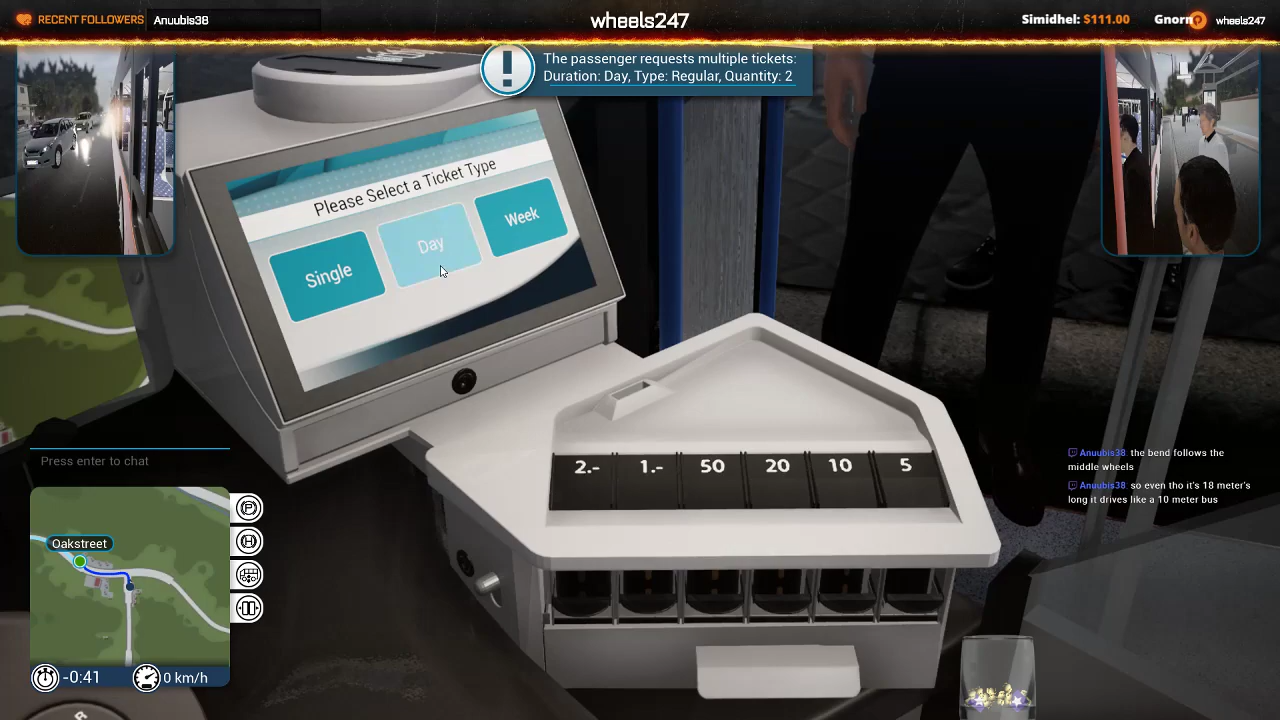 RECENT FOLLOWERS
Anuubis38
wheels247
Simidhel: $111.00
Gnorn
wheels247
The passenger requests multiple tickets:
Duration: Day, Type: Regular, Quantity: 2
Please Select a Ticket Type
Single
Day
Week
2.-
1.-
50
20
10
5
Anuubis38 the bend follows the
middle wheels
Anuubis38 so even tho it's 18 meter's
long it drives like a 10 meter bus
Press enter to chat
Oakstreet
-0:41
0 km/h
R